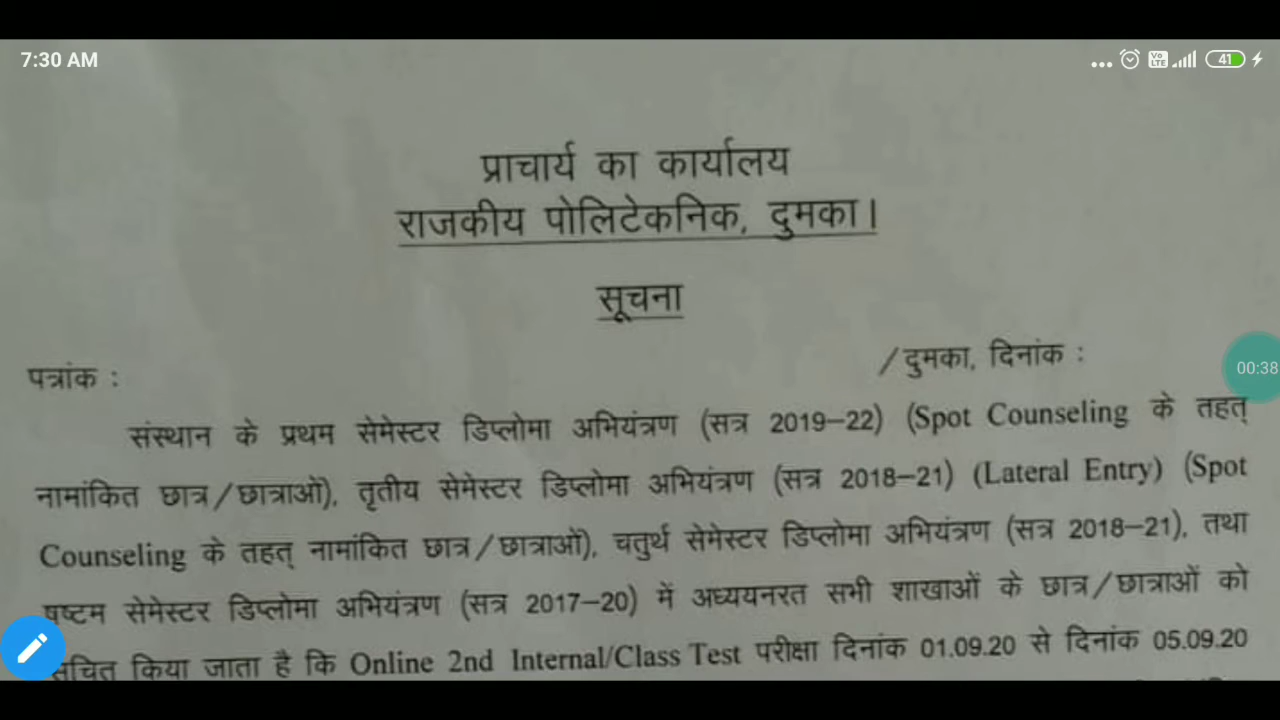 7:30 AM
... Vo LTE 41
प्राचार्य का कार्यालय
राजकीय पोलिटेकनिक, दुमका।
सूचना
पत्रांक : /दुमका, दिनांक :
00:38
संस्थान के प्रथम सेमेस्टर डिप्लोमा अभियंत्रण (सत्र 2019–22) (Spot Counseling के तहत्
नामांकित छात्र/छात्राओं), तृतीय सेमेस्टर डिप्लोमा अभियंत्रण (सत्र 2018–21) (Lateral Entry) (Spot
Counseling के तहत् नामांकित छात्र/छात्राओं), चतुर्थ सेमेस्टर डिप्लोमा अभियंत्रण (सत्र 2018–21), तथा
षष्टम सेमेस्टर डिप्लोमा अभियंत्रण (सत्र 2017–20) में अध्ययनरत सभी शाखाओं के छात्र/छात्राओं को
सूचित किया जाता है कि Online 2nd Internal/Class Test परीक्षा दिनांक 01.09.20 से दिनांक 05.09.20